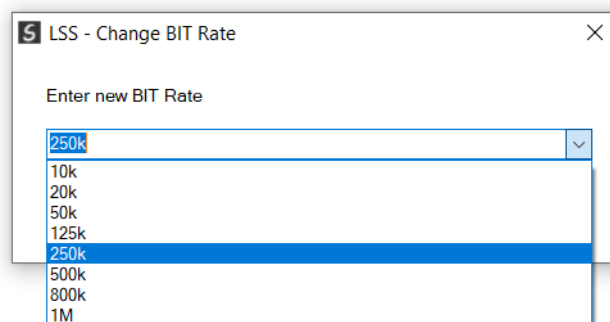 S LSS - Change BIT Rate
Enter new BIT Rate
250k
10k
20k
50k
125k
250k
500k
800k
1M